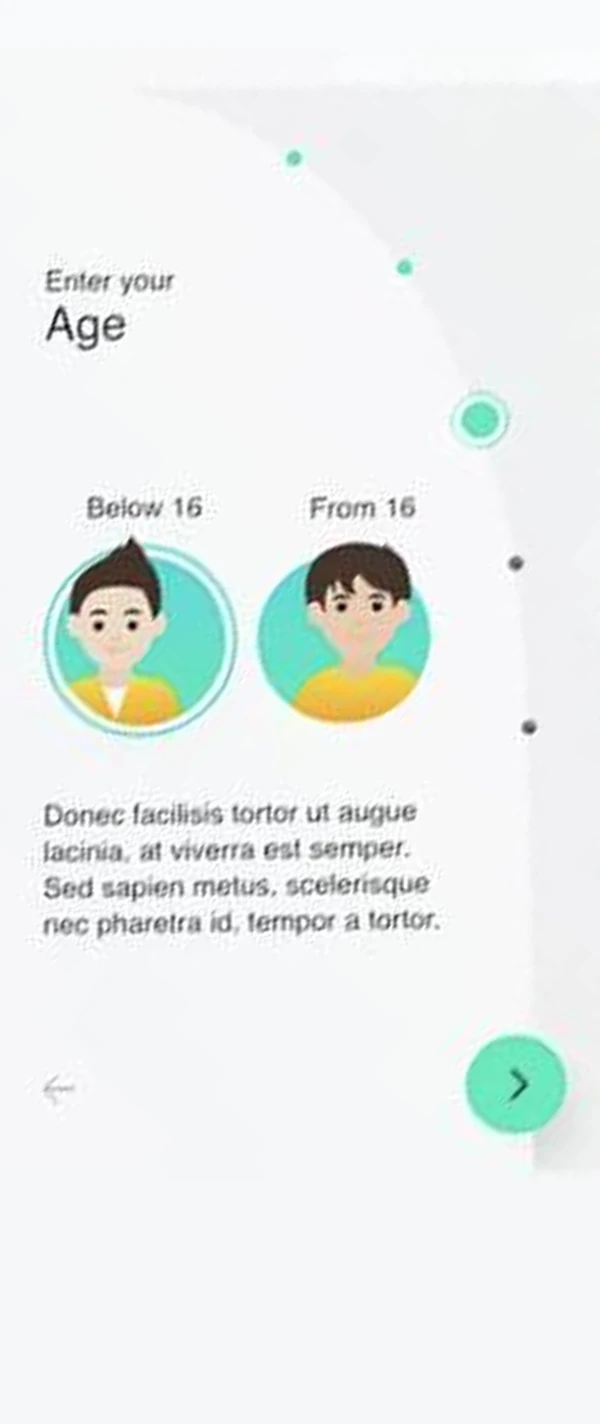 Enter your
Age
Below 16
From 16
Donec facilisis tortor ut augue
lacinia, at viverra est semper.
Sed sapien metus, scelerisque
nec pharetra id, tempor a tortor.